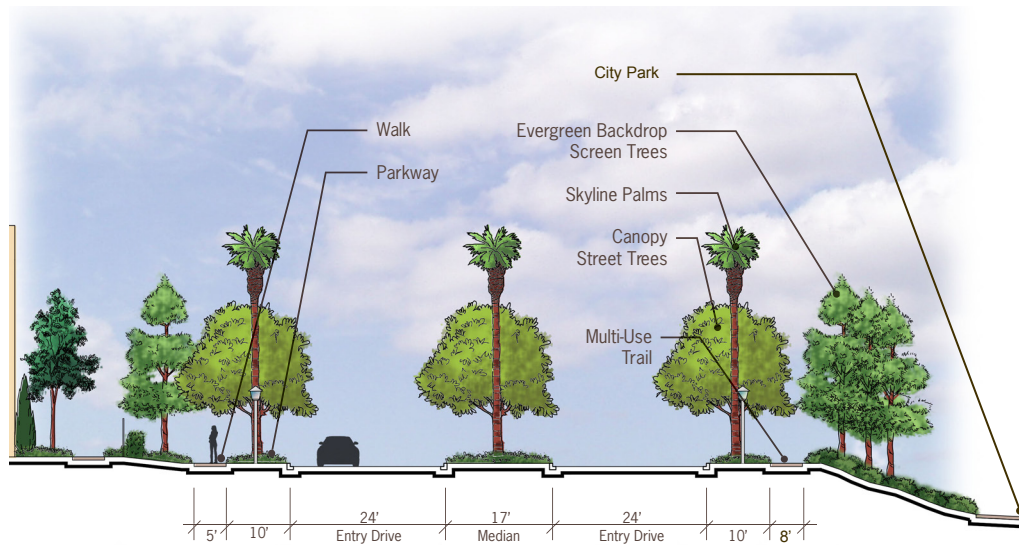 City Park
Walk
Evergreen Backdrop
Screen Trees
Parkway
Skyline Palms
Canopy
Street Trees
Multi-Use
Trail
5'
10'
24'
Entry Drive
17'
Median
24'
Entry Drive
10'
8'